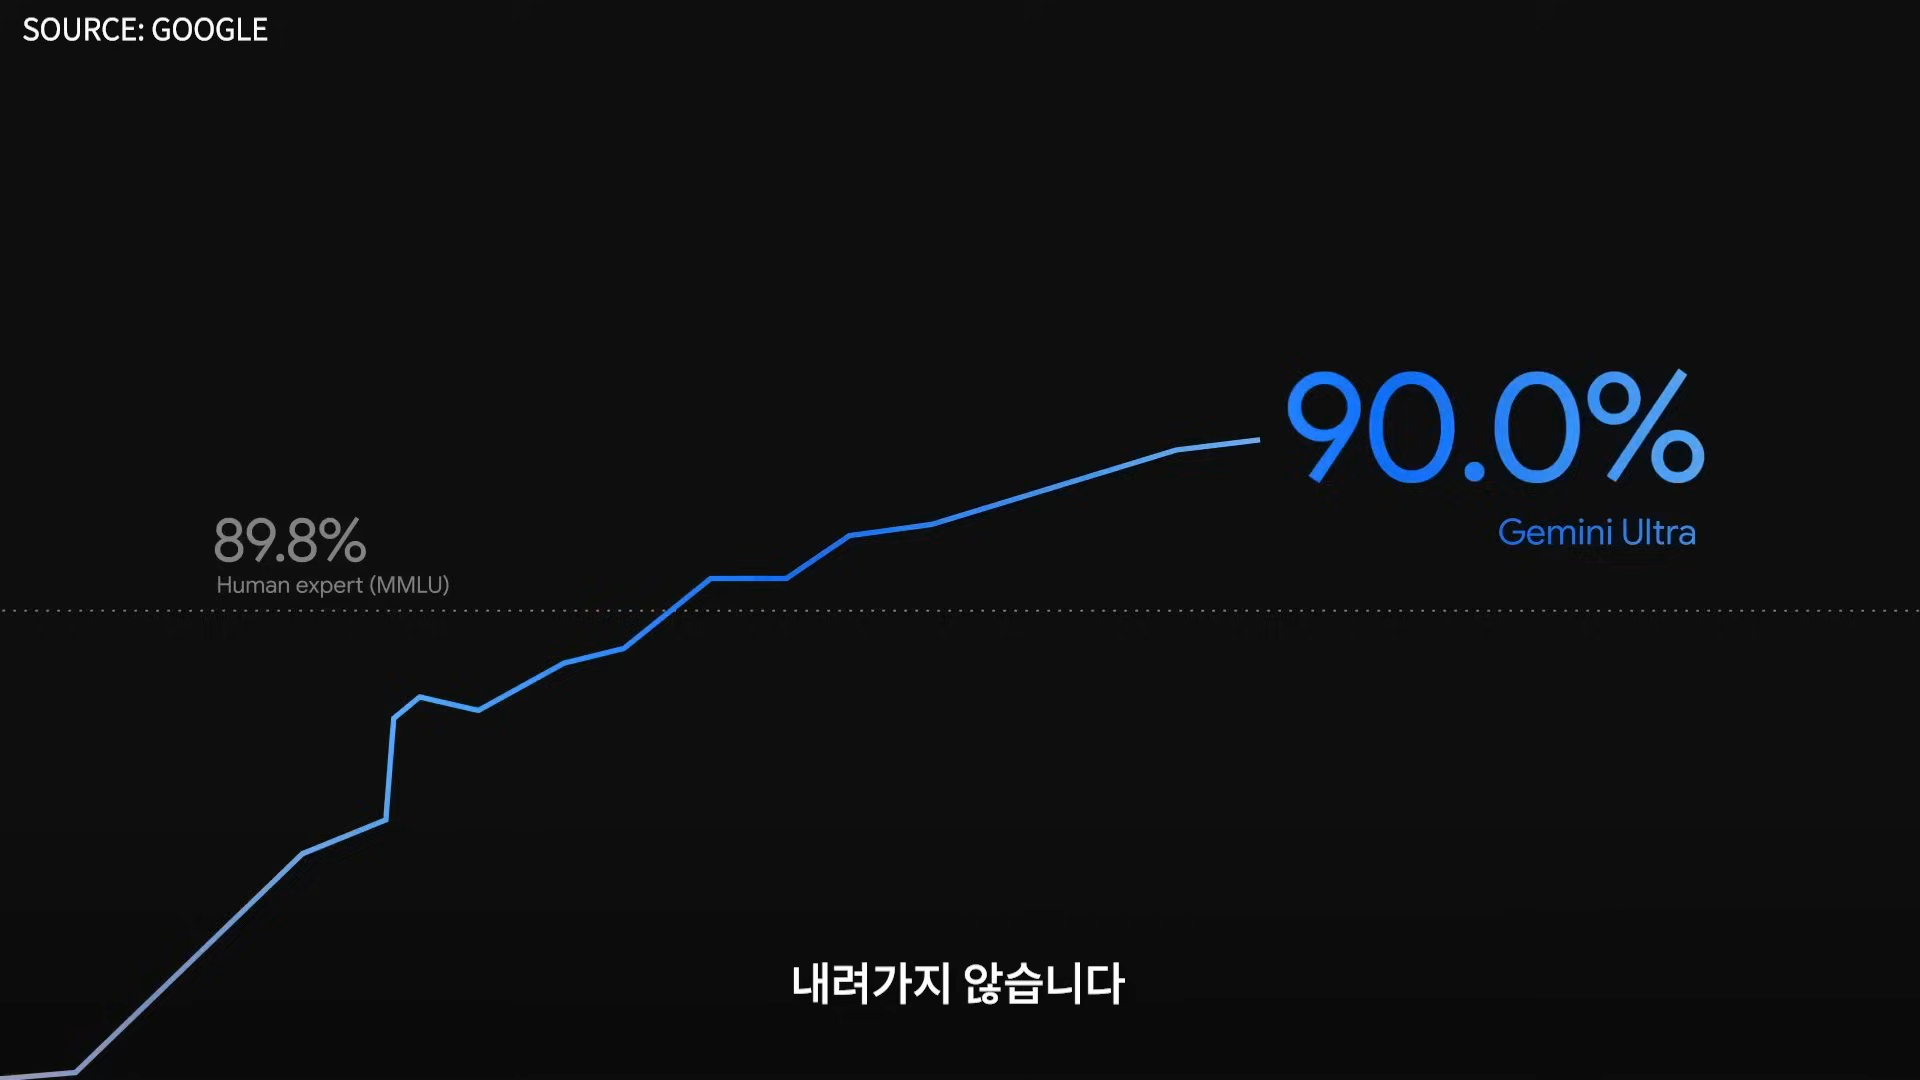 SOURCE: GOOGLE
90.0%
Gemini Ultra
89.8%
Human expert (MMLU)
내려가지 않습니다